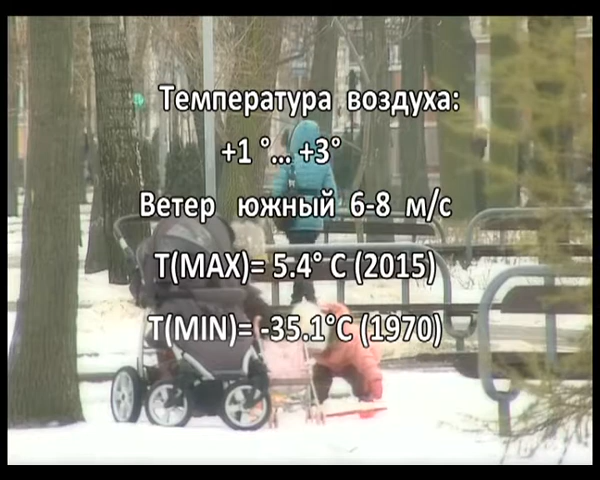 Температура воздуха:
+1 °... +3°
Ветер южный 6-8 м/с
T(MAX)= 5.4° C (2015)
T(MIN)= -35.1°C (1970)